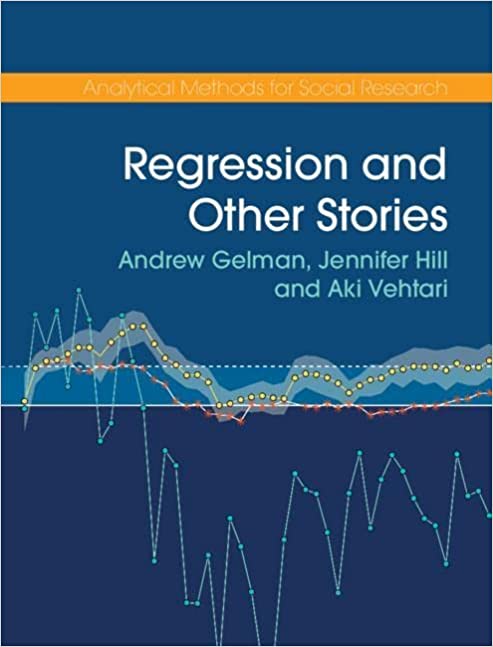 Analytical Methods for Social Research
Regression and
Other Stories
Andrew Gelman, Jennifer Hill
and Aki Vehtari